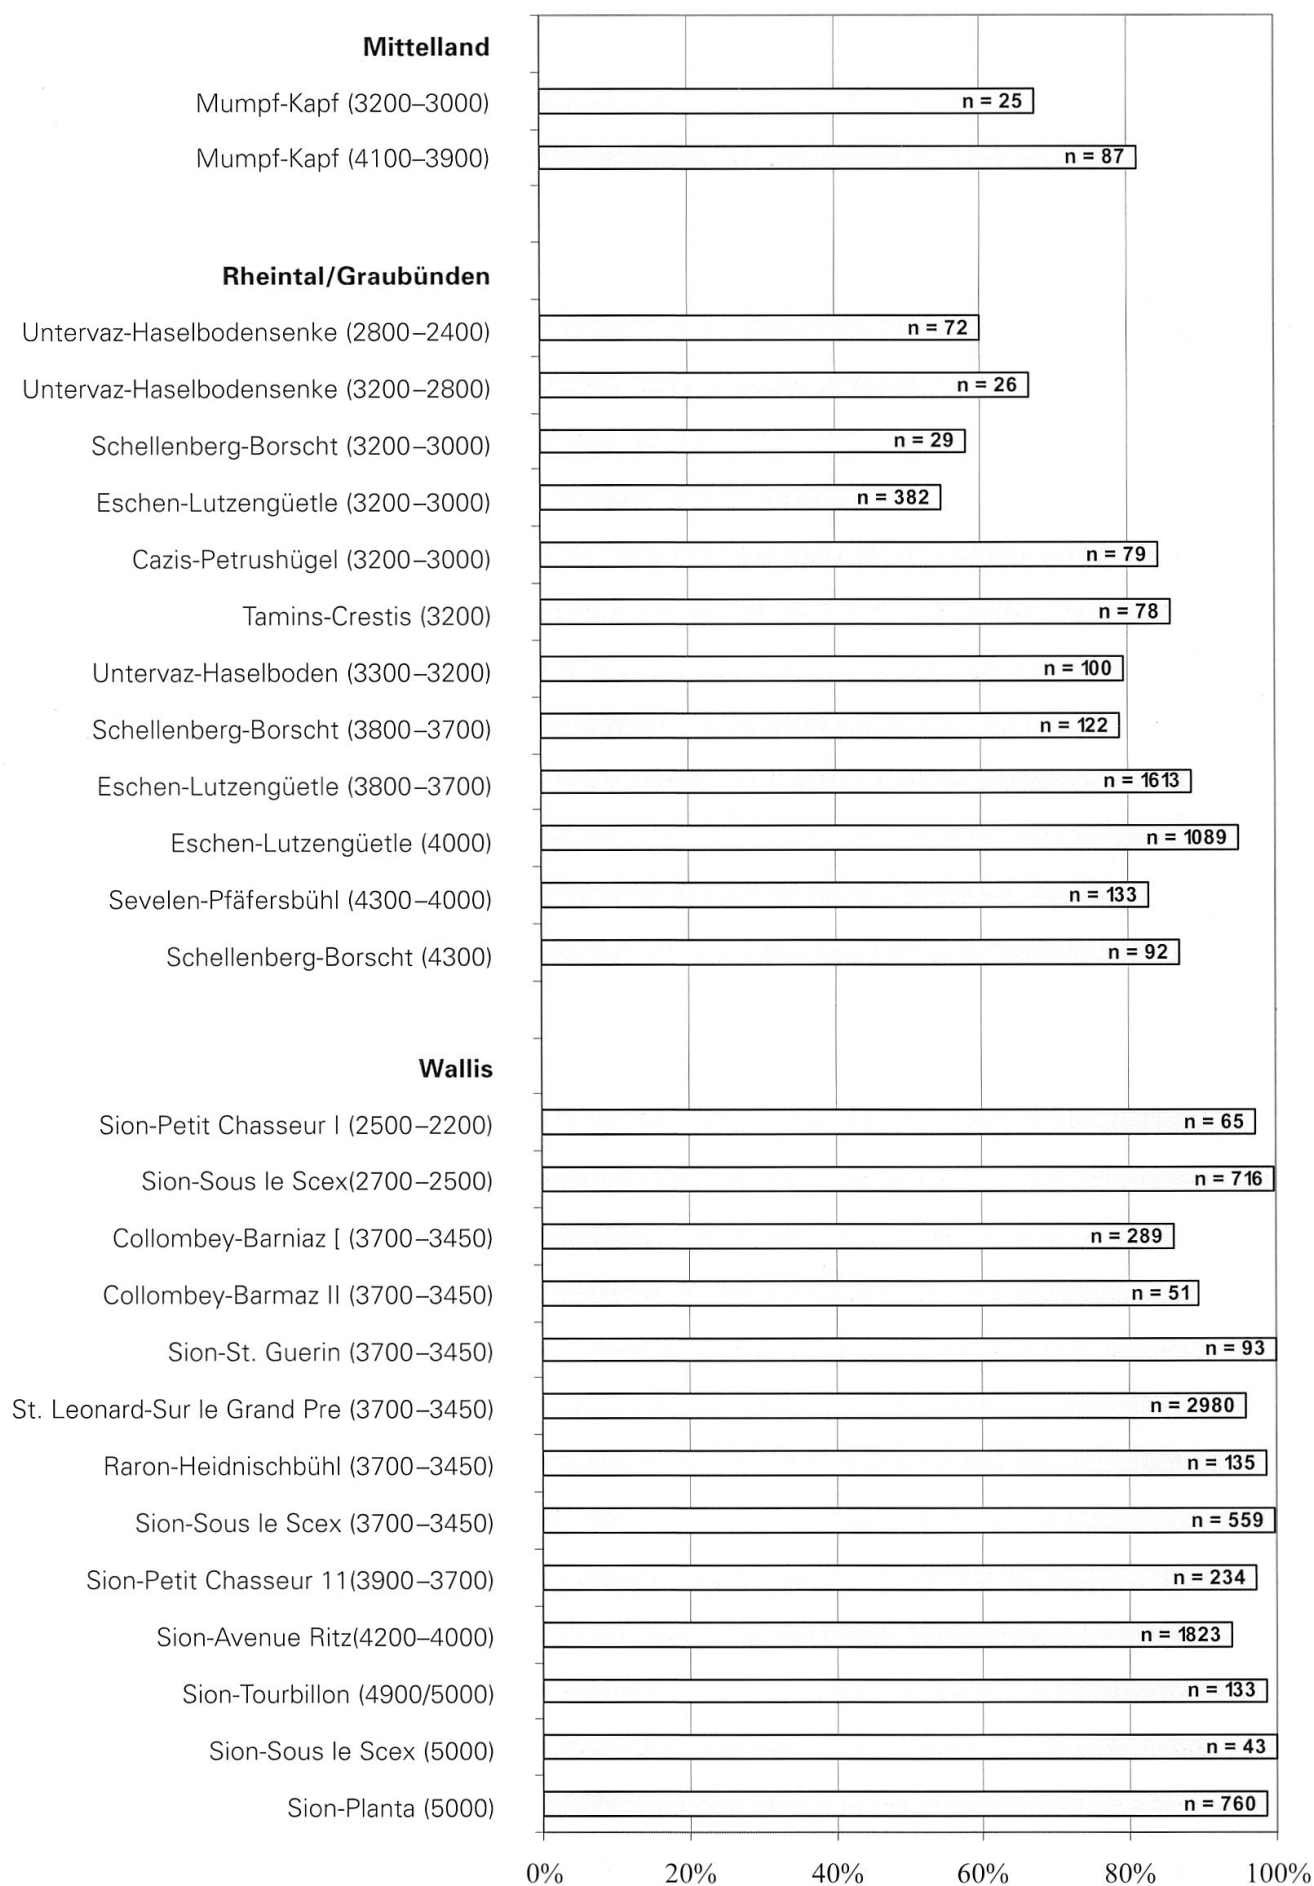 Mittelland
Mumpf-Kapf (3200–3000) n = 25
Mumpf-Kapf (4100–3900) n = 87
Rheintal/Graubünden
Untervaz-Haselbodensenke (2800–2400) n = 72
Untervaz-Haselbodensenke (3200–2800) n = 26
Schellenberg-Borscht (3200–3000) n = 29
Eschen-Lutzengüetle (3200–3000) n = 382
Cazis-Petrushügel (3200–3000) n = 79
Tamins-Crestis (3200) n = 78
Untervaz-Haselboden (3300–3200) n = 100
Schellenberg-Borscht (3800–3700) n = 122
Eschen-Lutzengüetle (3800–3700) n = 1613
Eschen-Lutzengüetle (4000) n = 1089
Sevelen-Pfäfersbühl (4300–4000) n = 133
Schellenberg-Borscht (4300) n = 92
Wallis
Sion-Petit Chasseur I (2500–2200) n = 65
Sion-Sous le Scex(2700–2500) n = 716
Collombey-Barniaz [ (3700–3450) n = 289
Collombey-Barmaz II (3700–3450) n = 51
Sion-St. Guerin (3700–3450) n = 93
St. Leonard-Sur le Grand Pre (3700–3450) n = 2980
Raron-Heidnischbühl (3700–3450) n = 135
Sion-Sous le Scex (3700–3450) n = 559
Sion-Petit Chasseur 11(3900–3700) n = 234
Sion-Avenue Ritz(4200–4000) n = 1823
Sion-Tourbillon (4900/5000) n = 133
Sion-Sous le Scex (5000) n = 43
Sion-Planta (5000) n = 760
0% 20% 40% 60% 80% 100%